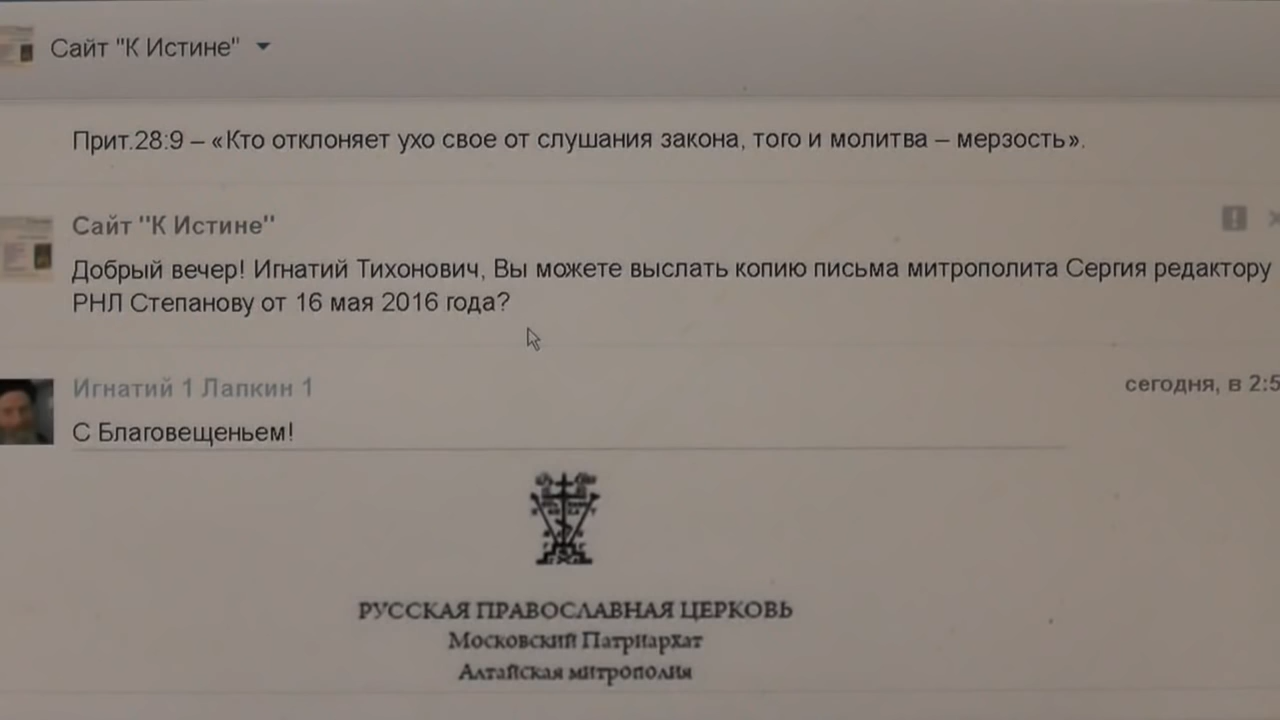 Сайт "К Истине"
Прит.28:9 – «Кто отклоняет ухо свое от слушания закона, того и молитва – мерзость».
Сайт "К Истине"
Добрый вечер! Игнатий Тихонович, Вы можете выслать копию письма митрополита Сергия редактору
РНЛ Степанову от 16 мая 2016 года?
Игнатий 1 Лапкин 1
сегодня, в 2:5
С Благовещеньем!
РУССКАЯ ПРАВОСЛАВНАЯ ЦЕРКОВЬ
Московский Патриархат
Алтайская митрополия